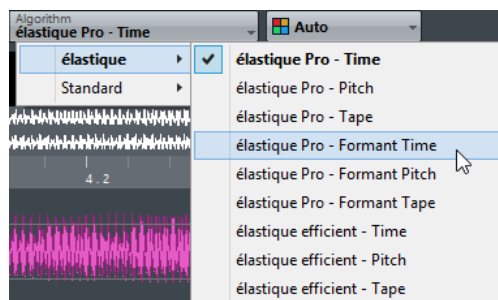 Algorithm
élastique Pro - Time
Auto
élastique
Standard
élastique Pro - Time
élastique Pro - Pitch
élastique Pro - Tape
élastique Pro - Formant Time
élastique Pro - Formant Pitch
élastique Pro - Formant Tape
élastique efficient - Time
élastique efficient - Pitch
élastique efficient - Tape
4.2